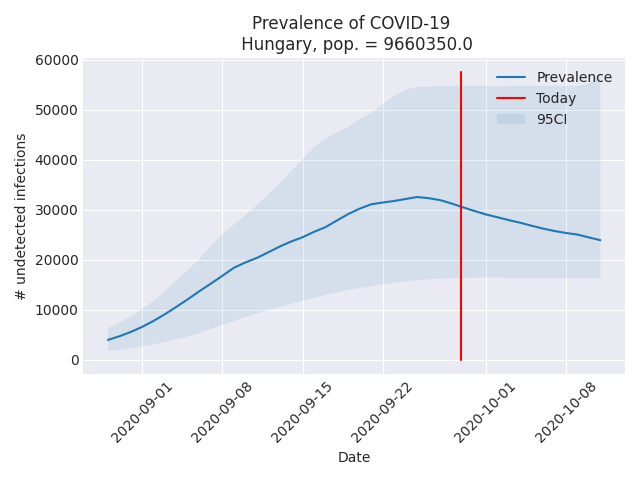 Prevalence of COVID-19
Hungary, pop. = 9660350.0
Prevalence
Today
95CI
# undetected infections
60000
50000
40000
30000
20000
10000
0
2020-09-01
2020-09-08
2020-09-15
2020-09-22
2020-10-01
2020-10-08
Date